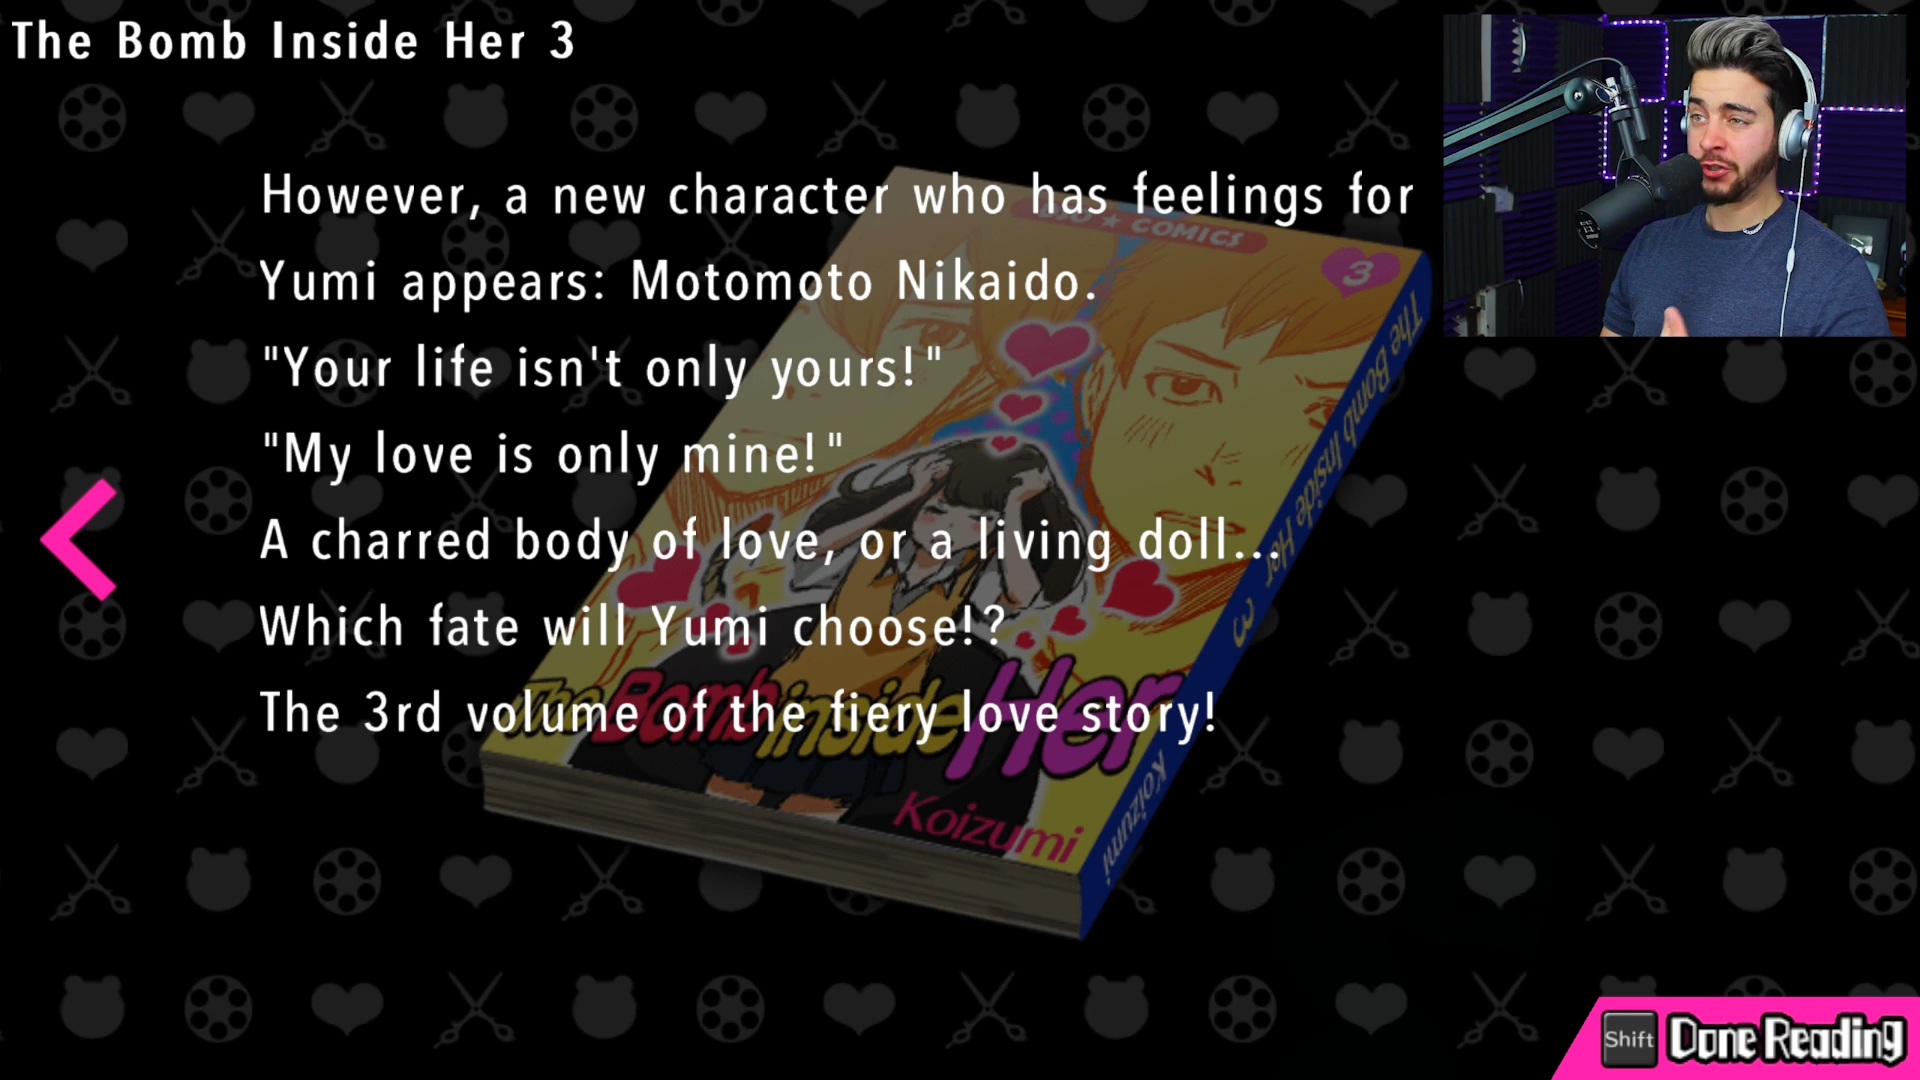 The Bomb Inside Her 3
However, a new character who has feelings for
Yumi appears: Motomoto Nikaido.
"Your life isn't only yours!"
"My love is only mine!"
A charred body of love, or a living doll...
Which fate will Yumi choose!?
The 3rd volume of the fiery love story!
COMICS
3
The Bomb Inside Her 3
The Bomb inside Her
Koizumi
Koizumi
Shift Done Reading